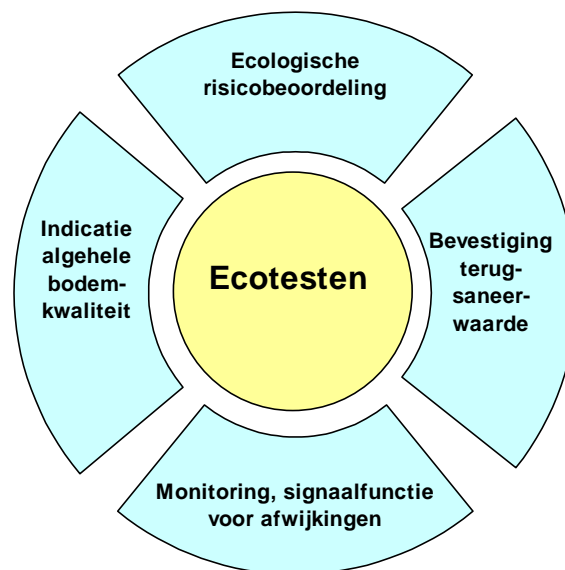 Ecologische
risicobeoordeling
Indicatie
algehele
bodem-
kwaliteit
Ecotesten
Bevestiging
terug-
saneer-
waarde
Monitoring, signaalfunctie
voor afwijkingen